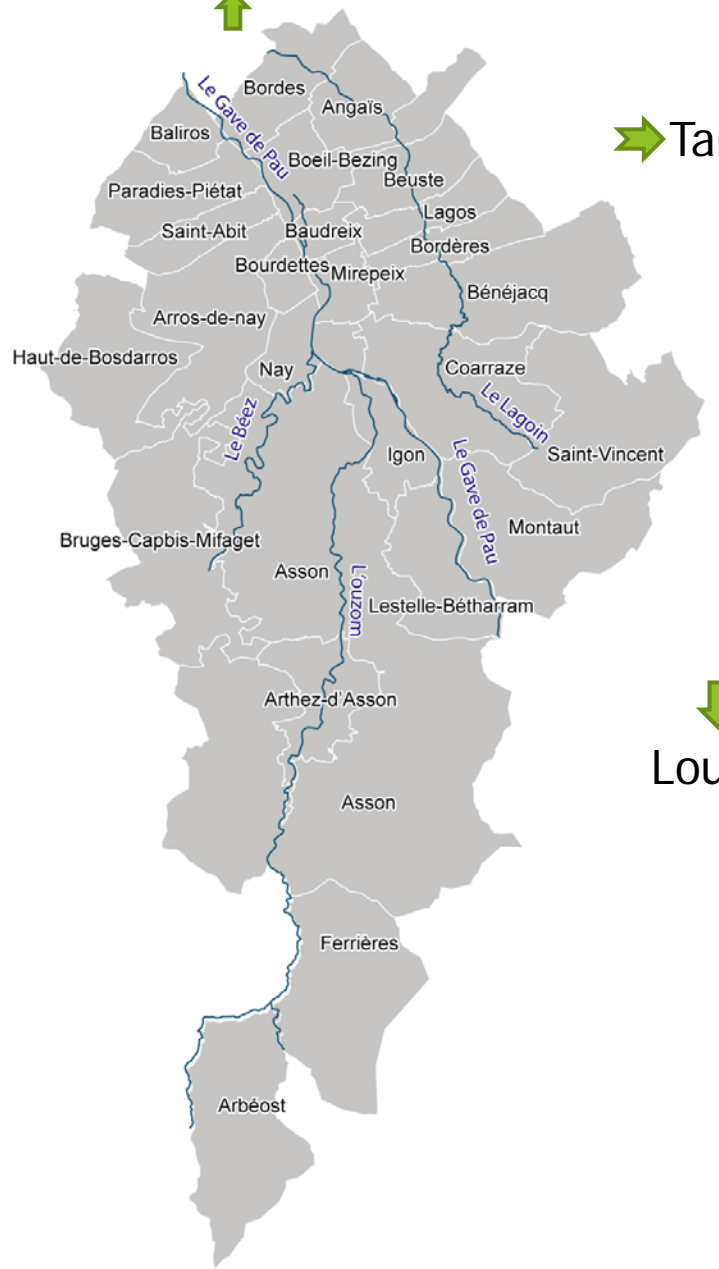 Bordes
Le Gave de Pau
Angaïs
Baliros
Boeil-Bezing
Beuste
Paradies-Piétat
Lagos
Saint-Abit
Baudreix
Bordères
Bourdettes
Mirepeix
Bénéjacq
Arros-de-nay
Haut-de-Bosdarros
Nay
Coarraze
Le Lagoin
Le Béez
Igon
Le Gave de Pau
Saint-Vincent
Montaut
Bruges-Capbis-Mifaget
Asson
L'ouzom
Lestelle-Bétharram
Arthez-d'Asson
Asson
Ferrières
Arbéost